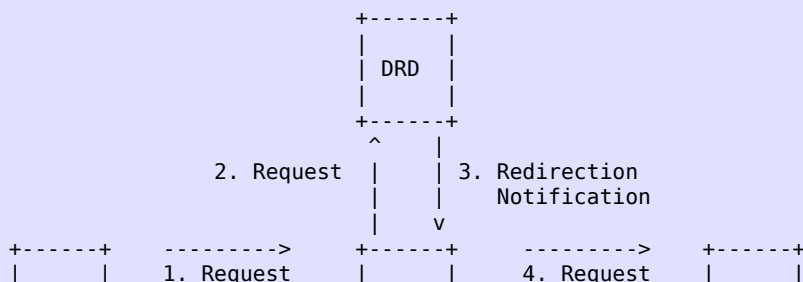 DRD
2. Request 3. Redirection
Notification
1. Request 4. Request